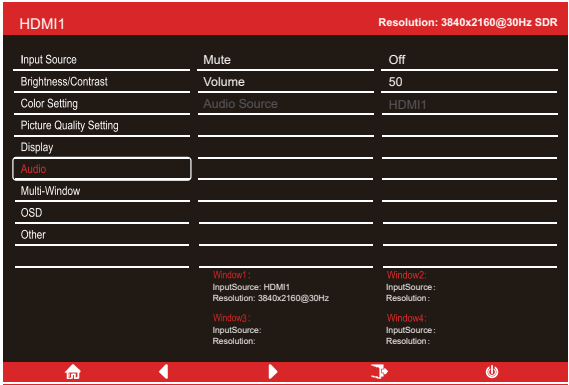 HDMI1
Resolution: 3840x2160@30Hz SDR
Input Source Mute Off
Brightness/Contrast Volume 50
Color Setting Audio Source HDMI1
Picture Quality Setting
Display
Audio
Multi-Window
OSD
Other
Window1: Window2:
InputSource: HDMI1 InputSource:
Resolution: 3840x2160@30Hz Resolution:
Window3: Window4:
InputSource: InputSource:
Resolution: Resolution: